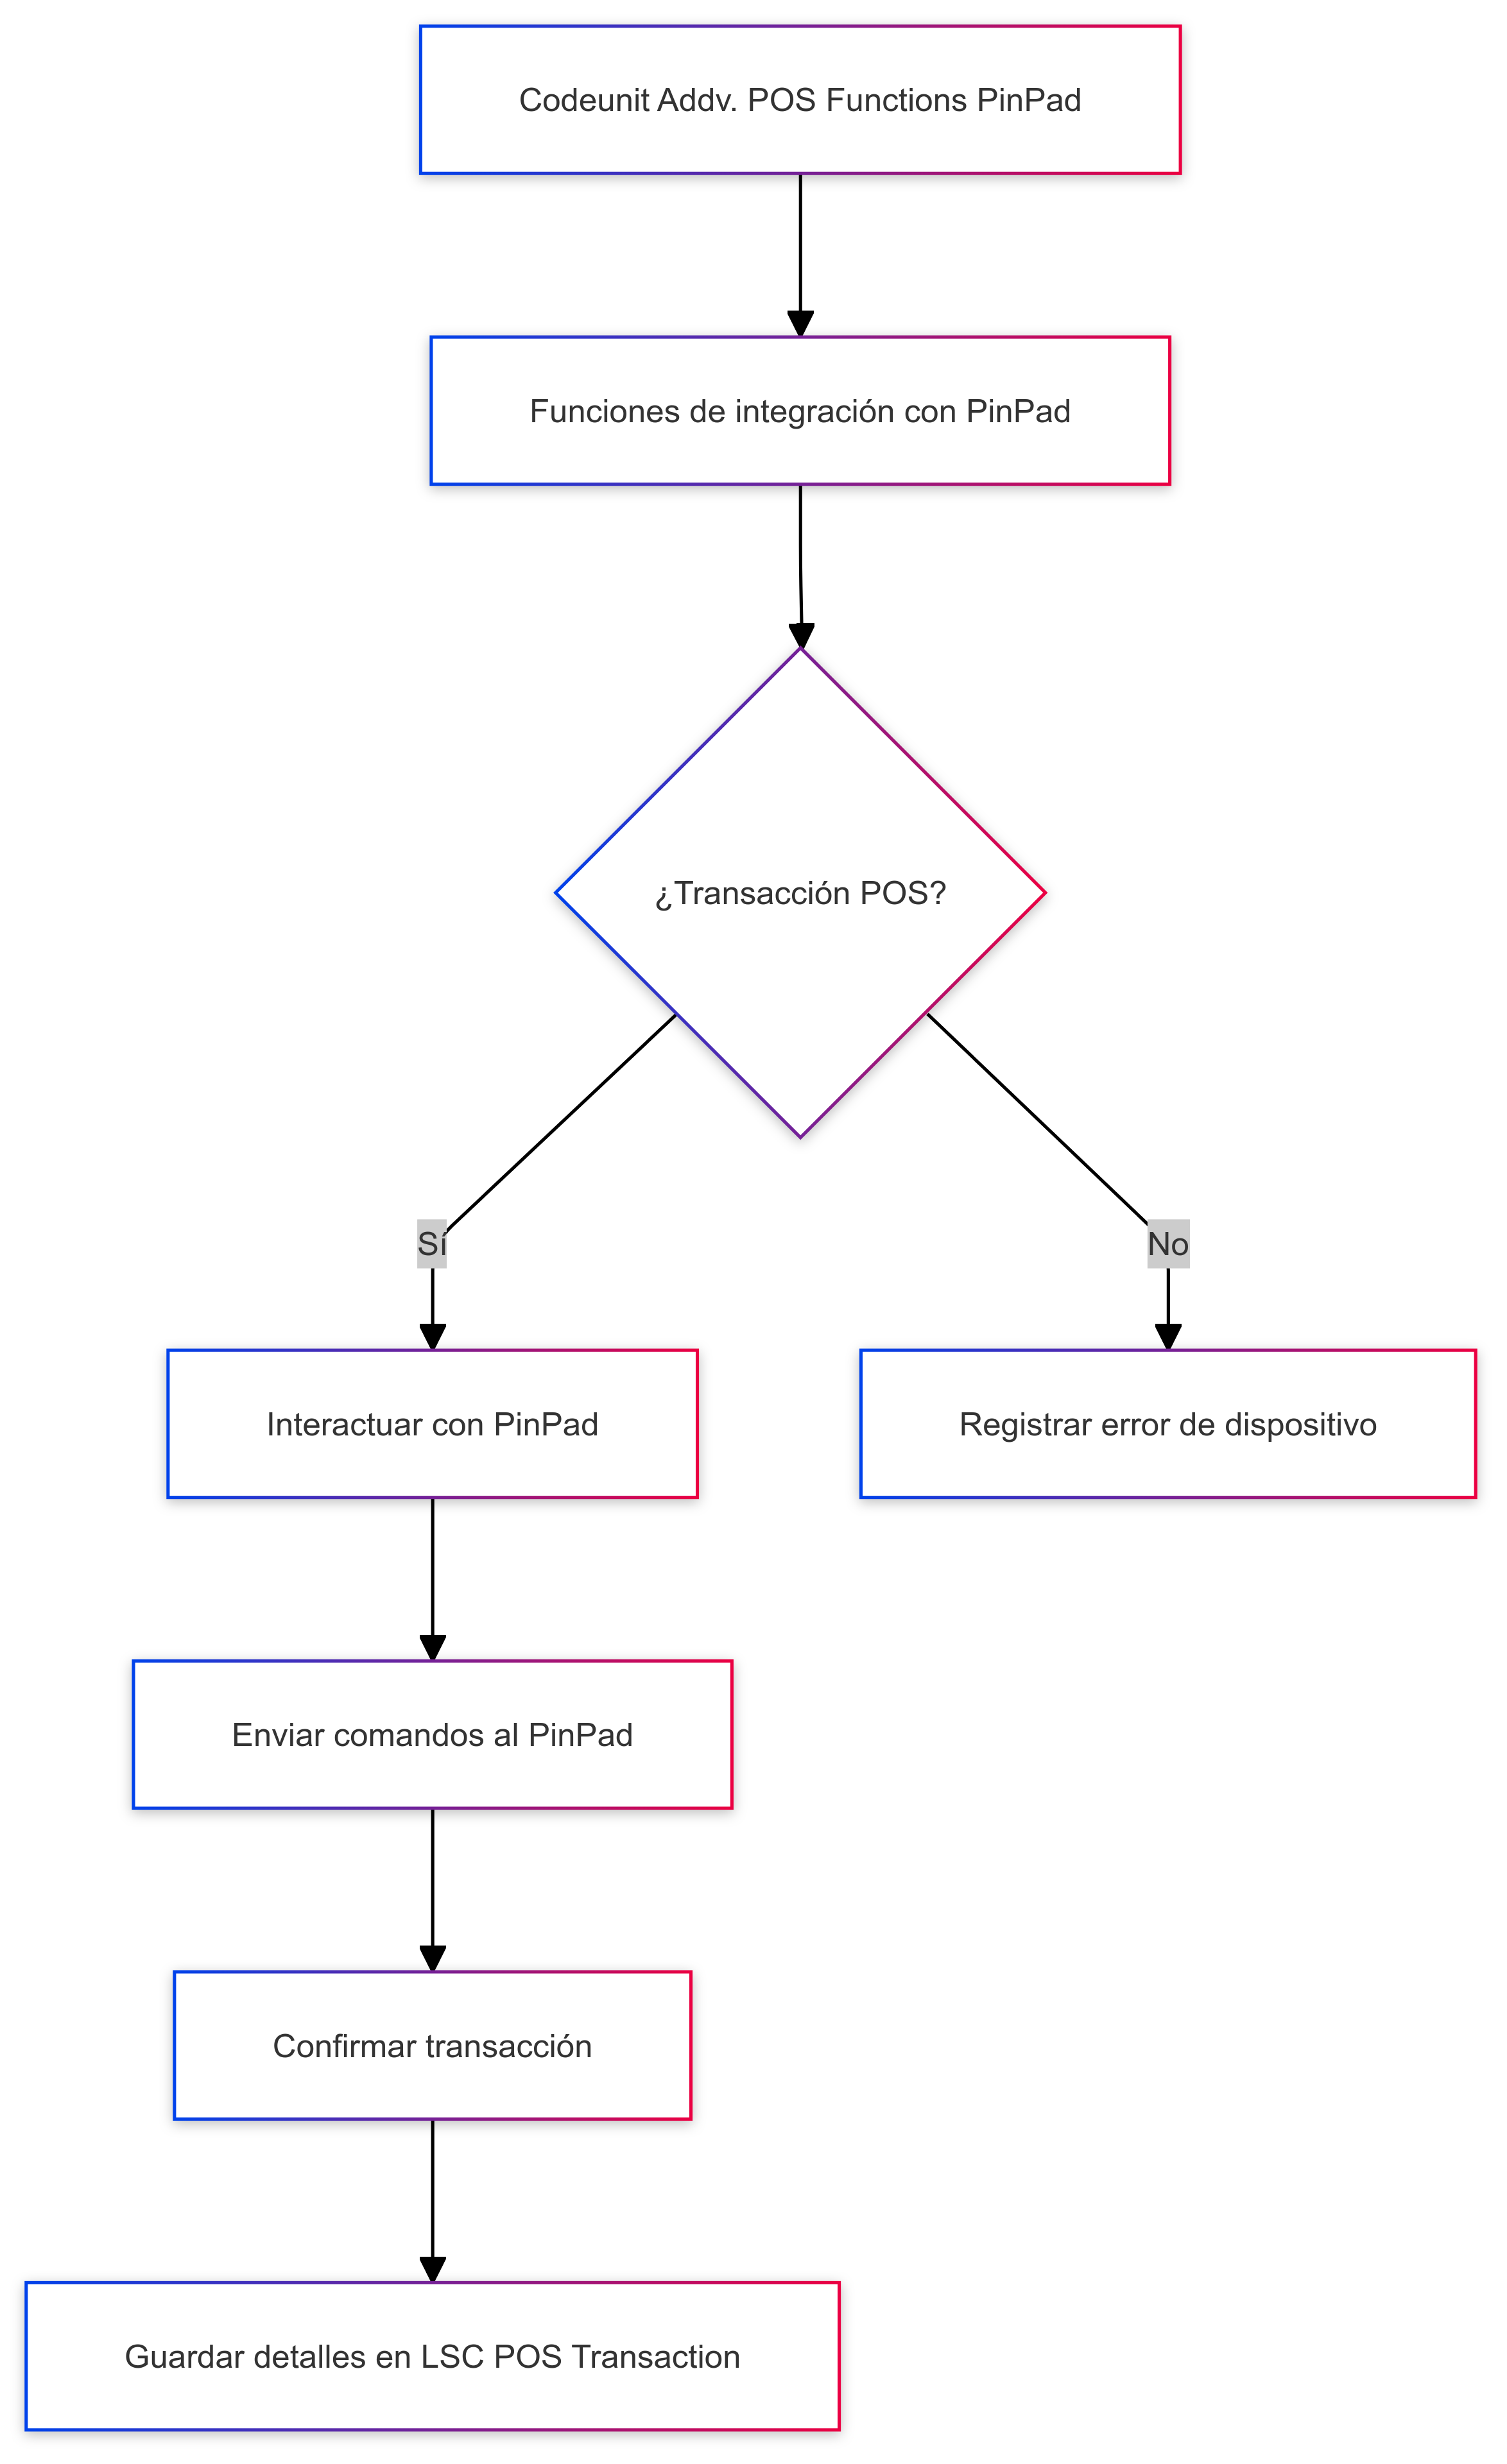 Codeunit Addv. POS Functions PinPad
Funciones de integración con PinPad
¿Transacción POS?
Sí
No
Interactuar con PinPad
Registrar error de dispositivo
Enviar comandos al PinPad
Confirmar transacción
Guardar detalles en LSC POS Transaction